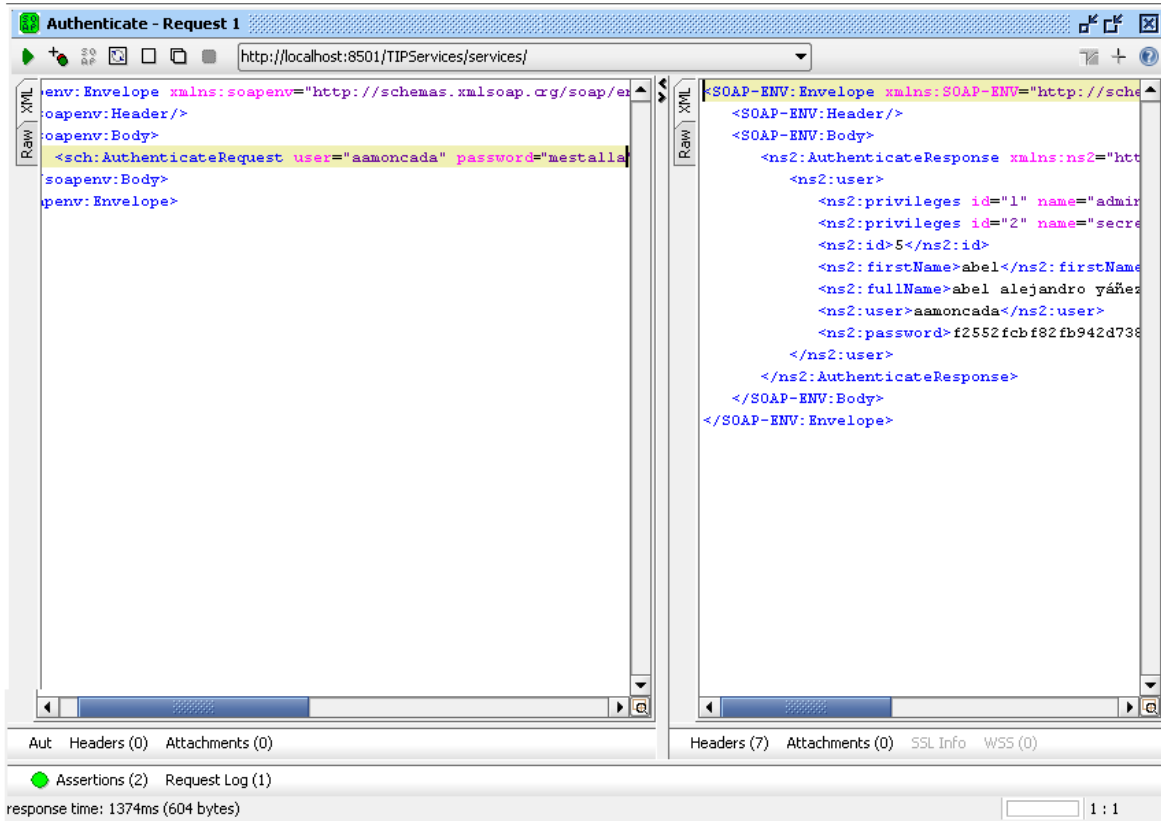 Authenticate - Request 1
http://localhost:8501/TIPServices/services/
XML
Raw
penv:Envelope xmlns:soapenv="http://schemas.xmlsoap.org/soap/en
soapenv:Header/>
soapenv:Body>
<sch:AuthenticateRequest user="aamoncada" password="mestalla"
/soapenv:Body>
apenv:Envelope>
Aut Headers (0) Attachments (0)
XML
Raw
<SOAP-ENV:Envelope xmlns:SOAP-ENV="http://sche
<SOAP-ENV:Header/>
<SOAP-ENV:Body>
<ns2:AuthenticateResponse xmlns:ns2="htt
<ns2:user>
<ns2:privileges id="1" name="admin
<ns2:privileges id="2" name="secre
<ns2:id>5</ns2:id>
<ns2:firstName>abel</ns2:firstName
<ns2:fullName>abel alejandro yáñez
<ns2:user>aamoncada</ns2:user>
<ns2:password>f2552fcbf82fb942d738
</ns2:user>
</ns2:AuthenticateResponse>
</SOAP-ENV:Body>
</SOAP-ENV:Envelope>
Headers (7) Attachments (0) SSL Info WSS (0)
Assertions (2) Request Log (1)
response time: 1374ms (604 bytes)
1 : 1